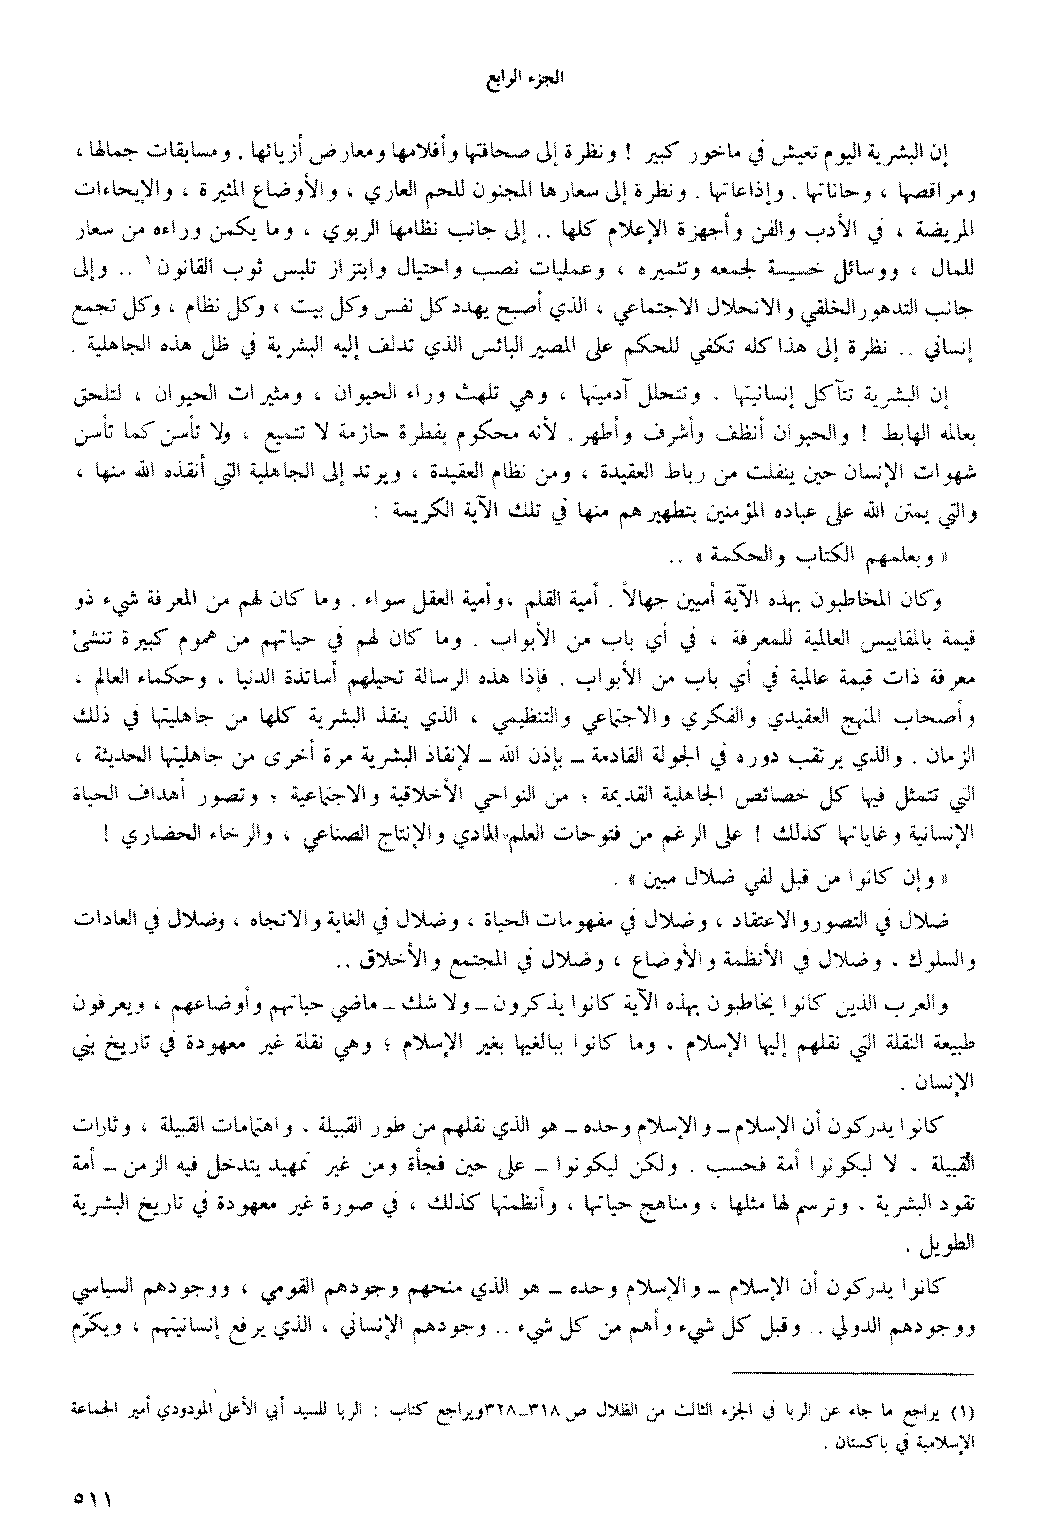 الجزء الرابع
إن البشرية اليوم تعيش في ماخور كبير ! ونظرة إلى صحافتها وأفلامها ومعارض أزيائها . ومسابقات جمالها ،
ومراقصها ، وحاناتها . وإذاعاتها . ونظرة إلى سعارها المجنون للحم العاري ، والأوضاع المثيرة ، والإيحاءات
المريضة ، في الأدب والفن وأجهزة الإعلام كلها .. إلى جانب نظامها الربوي ، وما يكمن وراءه من سعار
للمال ، ووسائل خسيسة لجمعه وتثميره ، وعمليات نصب واحتيال وابتزاز تلبس ثوب القانون١ .. وإلى
جانب التدهور الخلقي والانحلال الاجتماعي ، الذي أصبح يهدد كل نفس وكل بيت ، وكل نظام ، وكل تجمع
إنساني .. نظرة إلى هذا كله تكفي للحكم على المصير البائس الذي تدلف إليه البشرية في ظل هذه الجاهلية .
إن البشرية تتآكل إنسانيتها . وتتحلل آدميتها ، وهي تلهث وراء الحيوان ، ومثيرات الحيوان ، لتلحق
بعالمه الهابط ! والحيوان أنظف وأشرف وأطهر . لأنه محكوم بفطرة حازمة لا تتميع ، ولا تأسن كما تأسن
شهوات الإنسان حين ينفلت من رباط العقيدة ، ومن نظام العقيدة ، ويرتد إلى الجاهلية التي أنقذه الله منها ،
والتي يمتن الله على عباده المؤمنين بتطهيرهم منها في تلك الآية الكريمة :
« ويعلمهم الكتاب والحكمة » ..
وكان المخاطبون بهذه الآية أميين جهالاً . أمية القلم ،وأمية العقل سواء . وما كان لهم من المعرفة شيء ذو
قيمة بالمقاييس العالمية للمعرفة ، في أي باب من الأبواب . وما كان لهم في حياتهم من هموم كبيرة تنشئ
معرفة ذات قيمة عالمية في أي باب من الأبواب . فإذا هذه الرسالة تحيلهم أساتذة الدنيا ، وحكماء العالم ،
وأصحاب المنهج العقيدي والفكري والاجتماعي والتنظيمي ، الذي ينقذ البشرية كلها من جاهليتها في ذلك
الزمان . والذي يرتقب دوره في الجولة القادمة – بإذن الله – لإنقاذ البشرية مرة أخرى من جاهليتها الحديثة ،
التي تتمثل فيها كل خصائص الجاهلية القديمة ؛ من النواحي الأخلاقية والاجتماعية ؛ وتصور أهداف الحياة
الإنسانية وغاياتها كذلك ! على الرغم من فتوحات العلم المادي والإنتاج الصناعي ، والرخاء الحضاري !
« وإن كانوا من قبل لفي ضلال مبين » .
ضلال في التصور والاعتقاد ، وضلال في مفهومات الحياة ، وضلال في الغاية والاتجاه ، وضلال في العادات
والسلوك . وضلال في الأنظمة والأوضاع ، وضلال في المجتمع والأخلاق ..
والعرب الذين كانوا يخاطبون بهذه الآية كانوا يذكرون – ولا شك – ماضي حياتهم وأوضاعهم ، ويعرفون
طبيعة النقلة التي نقلهم إليها الإسلام . وما كانوا ببالغيها بغير الإسلام ؛ وهي نقلة غير معهودة في تاريخ بني
الإنسان .
كانوا يدركون أن الإسلام – والإسلام وحده – هو الذي نقلهم من طور القبيلة . واهتمامات القبيلة ، وثارات
القبيلة . لا ليكونوا أمة فحسب . ولكن ليكونوا – على حين فجأة ومن غير تمهيد يتدخل فيه الزمن – أمة
تقود البشرية . وترسم لها مثلها ، ومناهج حياتها ، وأنظمتها كذلك ، في صورة غير معهودة في تاريخ البشرية
الطويل .
كانوا يدركون أن الإسلام – والإسلام وحده – هو الذي منحهم وجودهم القومي ، ووجودهم السياسي
ووجودهم الدولي .. وقبل كل شيء وأهم من كل شيء .. وجودهم الإنساني ، الذي يرفع إنسانيتهم ، ويكرّم
(١) يراجع ما جاء عن الربا في الجزء الثالث من الظلال ص ٣١٨–٣٢٨ويراجع كتاب : الربا للسيد أبي الأعلى المودودي أمير الجماعة
الإسلامية في باكستان .
٥١١